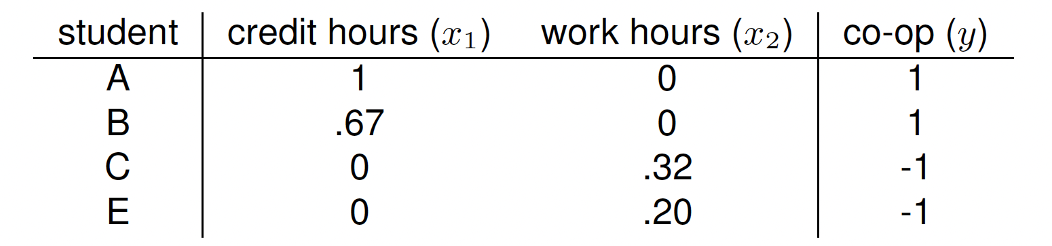 student credit hours (x₁) work hours (x₂) co-op (y)
A 1 0 1
B .67 0 1
C 0 .32 -1
E 0 .20 -1